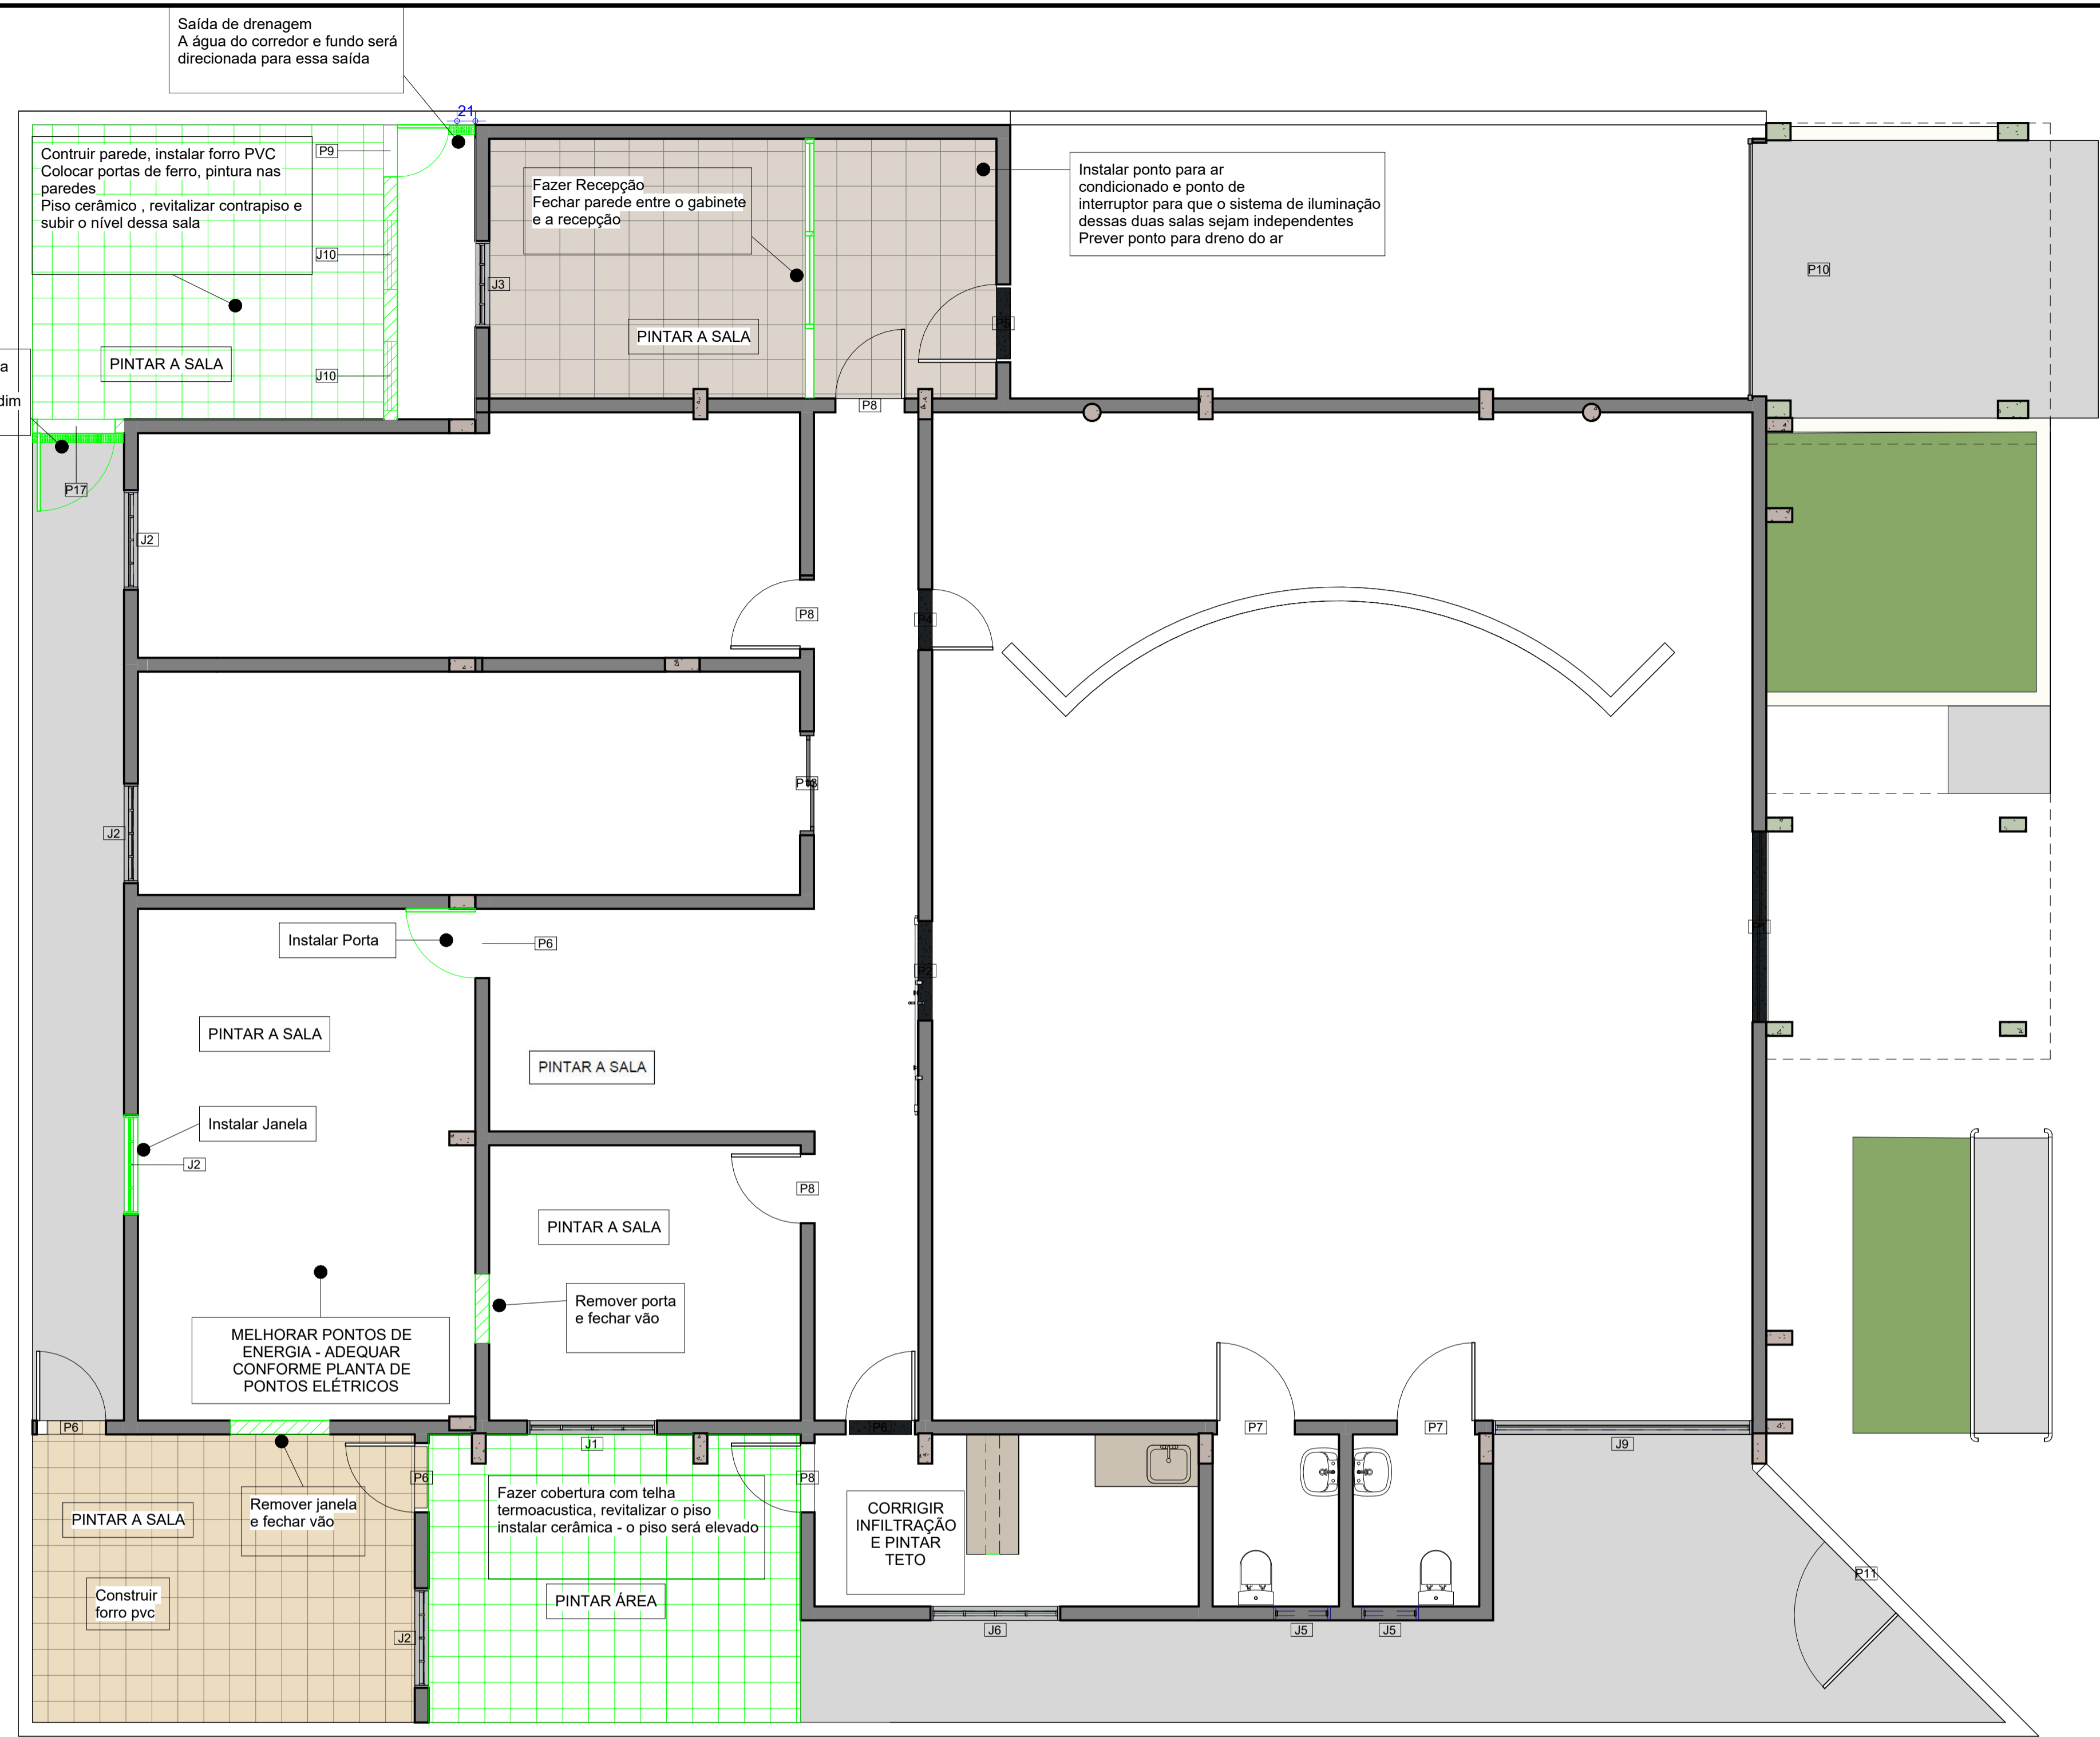 Saída de drenagem
A água do corredor e fundo será
direcionada para essa saída
21
Contruir parede, instalar forro PVC
Colocar portas de ferro, pintura nas
paredes
Piso cerâmico , revitalizar contrapiso e
subir o nível dessa sala
P9
J10
J10
PINTAR A SALA
Fazer Recepção
Fechar parede entre o gabinete
e a recepção
J3
PINTAR A SALA
Instalar ponto para ar
condicionado e ponto de
interruptor para que o sistema de iluminação
dessas duas salas sejam independentes
Prever ponto para dreno do ar
P10
P8
a
dim
P17
J2
P8
P4
J2
P13
Instalar Porta
P6
P2
P1
PINTAR A SALA
PINTAR A SALA
Instalar Janela
J2
P8
PINTAR A SALA
Remover porta
e fechar vão
MELHORAR PONTOS DE
ENERGIA - ADEQUAR
CONFORME PLANTA DE
PONTOS ELÉTRICOS
P6
P6
P7
P7
J1
J9
P6
P8
Remover janela
e fechar vão
PINTAR A SALA
Fazer cobertura com telha
termoacustica, revitalizar o piso
instalar cerâmica - o piso será elevado
CORRIGIR
INFILTRAÇÃO
E PINTAR
TETO
P11
Construir
forro pvc
PINTAR ÁREA
J2
J6
J5
J5